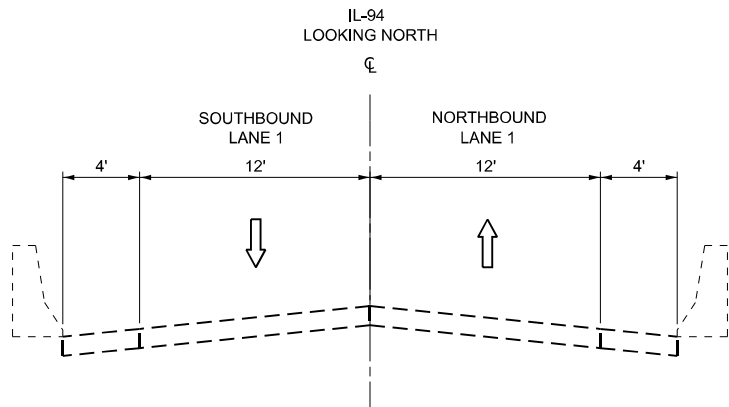 IL-94
LOOKING NORTH
℄
SOUTHBOUND
LANE 1
NORTHBOUND
LANE 1
4'
12'
12'
4'